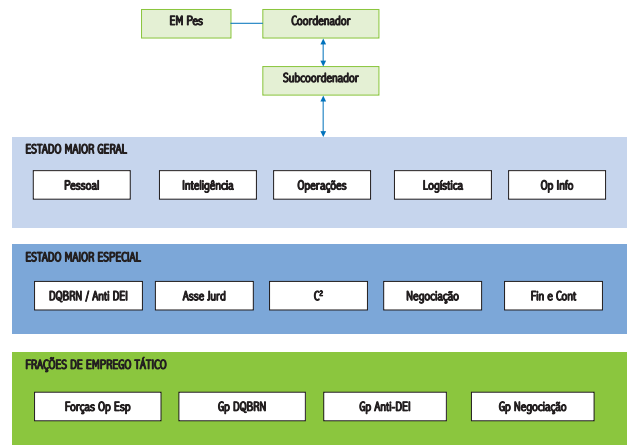 EM Pes
Coordenador
Subcoordenador
ESTADO MAIOR GERAL
Pessoal
Inteligência
Operações
Logística
Op Info
ESTADO MAIOR ESPECIAL
DQBRN / Anti DEI
Asse Jurd
C²
Negociação
Fin e Cont
FRAÇÕES DE EMPREGO TÁTICO
Forças Op Esp
Gp DQBRN
Gp Anti-DEI
Gp Negociação